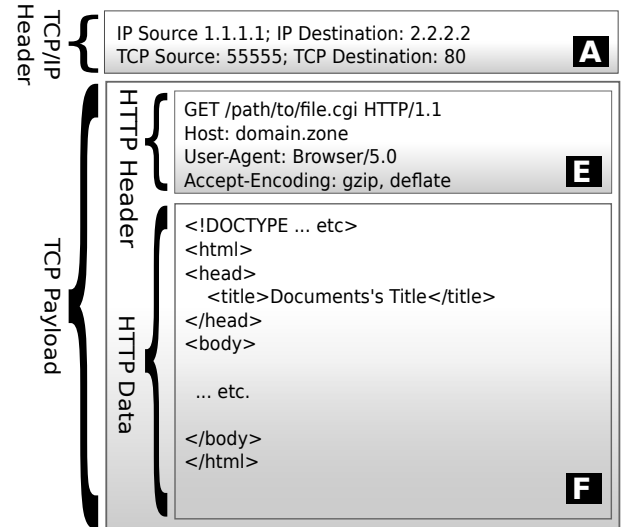 TCP/IP
Header
IP Source 1.1.1.1; IP Destination: 2.2.2.2
TCP Source: 55555; TCP Destination: 80
A
TCP Payload
HTTP Header
GET /path/to/file.cgi HTTP/1.1
Host: domain.zone
User-Agent: Browser/5.0
Accept-Encoding: gzip, deflate
E
HTTP Data
<!DOCTYPE ... etc>
<html>
<head>
<title>Documents's Title</title>
</head>
<body>
... etc.
</body>
</html>
F